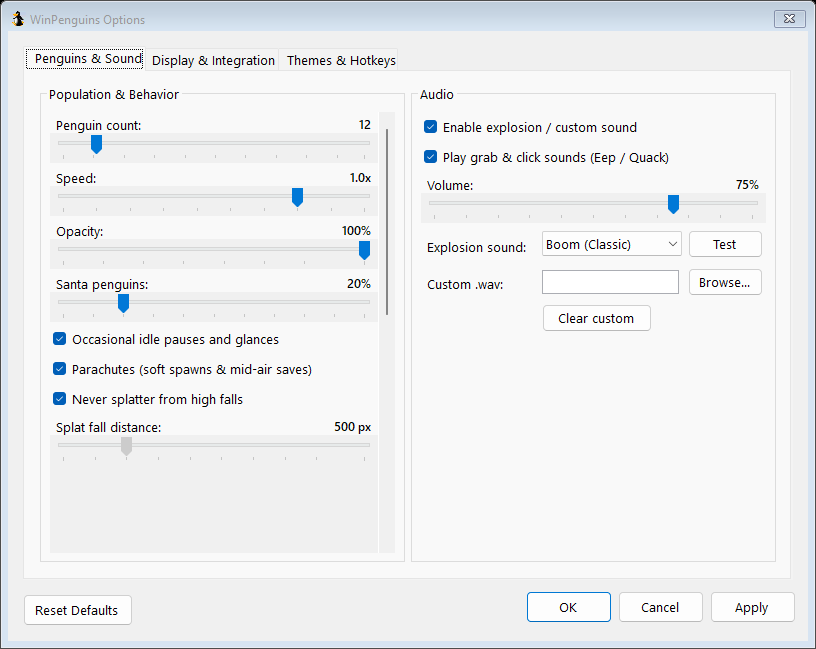 WinPenguins Options
Penguins & Sound
Display & Integration
Themes & Hotkeys
Population & Behavior
Penguin count: 12
Speed: 1.0x
Opacity: 100%
Santa penguins: 20%
Occasional idle pauses and glances
Parachutes (soft spawns & mid-air saves)
Never splatter from high falls
Splat fall distance: 500 px
Audio
Enable explosion / custom sound
Play grab & click sounds (Eep / Quack)
Volume: 75%
Explosion sound: Boom (Classic) Test
Custom .wav: Browse...
Clear custom
Reset Defaults
OK
Cancel
Apply